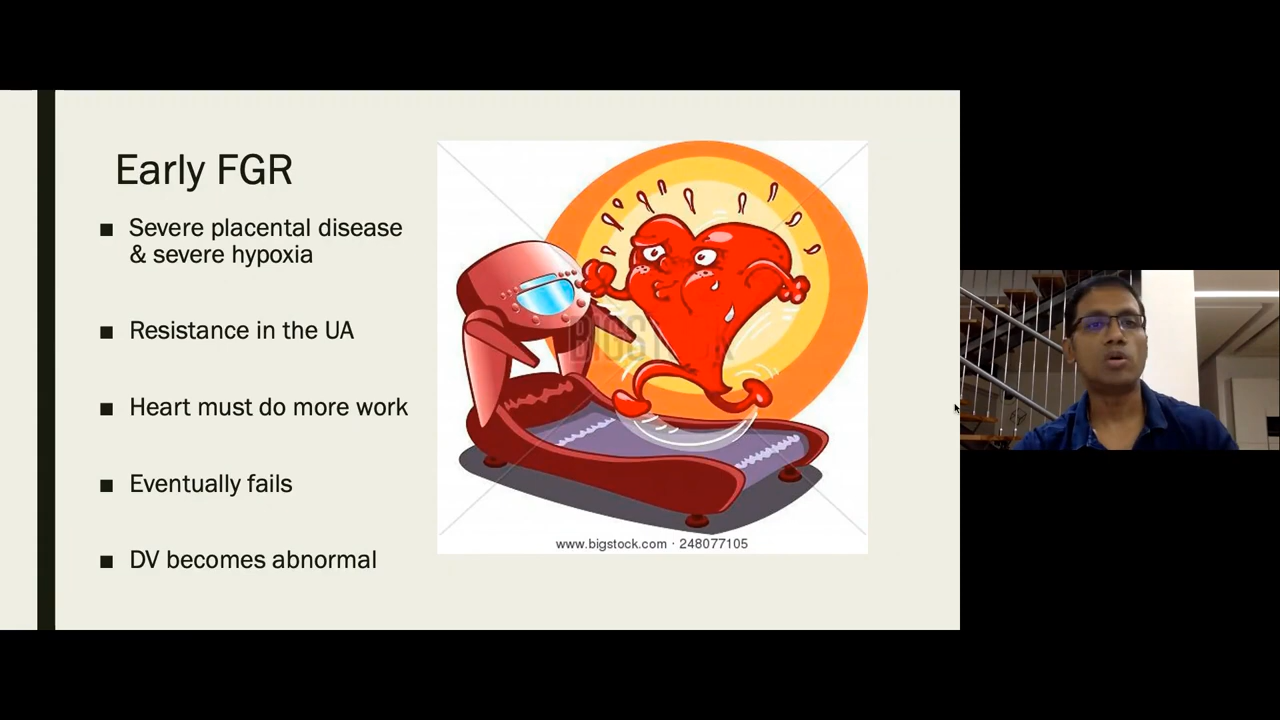 Early FGR
■ Severe placental disease
& severe hypoxia
■ Resistance in the UA
■ Heart must do more work
■ Eventually fails
■ DV becomes abnormal
BIGSTOCK
www.bigstock.com · 248077105